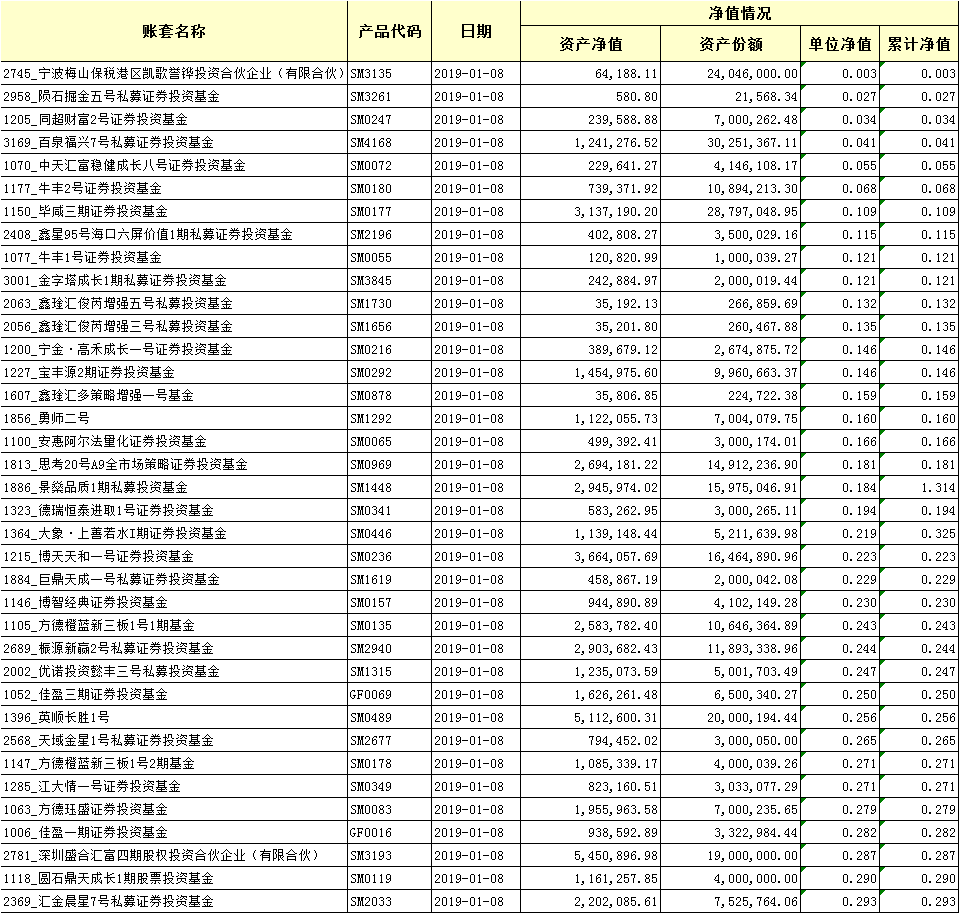 账套名称 产品代码 日期 净值情况
资产净值 资产份额 单位净值 累计净值
2745_宁波梅山保税港区凯歌誉铧投资合伙企业（有限合伙） SM3135 2019-01-08 64,188.11 24,046,000.00 0.003 0.003
2958_陨石掘金五号私募证券投资基金 SM3261 2019-01-08 580.80 21,568.34 0.027 0.027
1205_同超财富2号证券投资基金 SM0247 2019-01-08 239,588.88 7,000,262.48 0.034 0.034
3169_百泉福兴7号私募证券投资基金 SM4168 2019-01-08 1,241,276.52 30,251,367.11 0.041 0.041
1070_中天汇富稳健成长八号证券投资基金 SM0072 2019-01-08 229,641.27 4,146,108.17 0.055 0.055
1177_牛丰2号证券投资基金 SM0180 2019-01-08 739,371.92 10,894,213.30 0.068 0.068
1150_毕咸三期证券投资基金 SM0177 2019-01-08 3,137,190.20 28,797,048.95 0.109 0.109
2408_鑫星95号海口六屏价值1期私募证券投资基金 SM2196 2019-01-08 402,808.27 3,500,029.16 0.115 0.115
1077_牛丰1号证券投资基金 SM0055 2019-01-08 120,820.99 1,000,039.27 0.121 0.121
3001_金字塔成长1期私募证券投资基金 SM3845 2019-01-08 242,884.97 2,000,019.44 0.121 0.121
2063_鑫琻汇俊芮增强五号私募投资基金 SM1730 2019-01-08 35,192.13 266,859.69 0.132 0.132
2056_鑫琻汇俊芮增强三号私募投资基金 SM1656 2019-01-08 35,201.80 260,467.88 0.135 0.135
1200_宁金·高禾成长一号证券投资基金 SM0216 2019-01-08 389,679.12 2,674,875.72 0.146 0.146
1227_宝丰源2期证券投资基金 SM0292 2019-01-08 1,454,975.60 9,960,663.37 0.146 0.146
1607_鑫琻汇多策略增强一号基金 SM0878 2019-01-08 35,806.85 224,722.38 0.159 0.159
1856_勇师二号 SM1292 2019-01-08 1,122,055.73 7,004,079.75 0.160 0.160
1100_安惠阿尔法量化证券投资基金 SM0065 2019-01-08 499,392.41 3,000,174.01 0.166 0.166
1813_思考20号A9全市场策略证券投资基金 SM0969 2019-01-08 2,694,181.22 14,912,236.90 0.181 0.181
1886_景燊品质1期私募投资基金 SM1448 2019-01-08 2,945,974.02 15,975,046.91 0.184 1.314
1323_德瑞恒泰进取1号证券投资基金 SM0341 2019-01-08 583,262.95 3,000,265.11 0.194 0.194
1364_大象·上善若水I期证券投资基金 SM0446 2019-01-08 1,139,148.44 5,211,639.98 0.219 0.325
1215_博天天和一号证券投资基金 SM0236 2019-01-08 3,664,057.69 16,464,890.96 0.223 0.223
1884_巨鼎天成一号私募证券投资基金 SM1619 2019-01-08 458,867.19 2,000,042.08 0.229 0.229
1146_博智经典证券投资基金 SM0157 2019-01-08 944,890.89 4,102,149.28 0.230 0.230
1105_方德橙蓝新三板1号1期基金 SM0135 2019-01-08 2,583,782.40 10,646,364.89 0.243 0.243
2689_桭源新赢2号私募证券投资基金 SM2940 2019-01-08 2,903,682.43 11,893,338.96 0.244 0.244
2002_优诺投资懿丰三号私募投资基金 SM1315 2019-01-08 1,235,073.59 5,001,703.49 0.247 0.247
1052_佳盈三期证券投资基金 GF0069 2019-01-08 1,626,261.48 6,500,340.27 0.250 0.250
1396_英顺长胜1号 SM0489 2019-01-08 5,112,600.31 20,000,194.44 0.256 0.256
2568_天域金星1号私募证券投资基金 SM2677 2019-01-08 794,452.02 3,000,050.00 0.265 0.265
1147_方德橙蓝新三板1号2期基金 SM0178 2019-01-08 1,085,339.17 4,000,039.26 0.271 0.271
1285_江大情一号证券投资基金 SM0349 2019-01-08 823,160.51 3,033,077.29 0.271 0.271
1063_方德珏盛证券投资基金 SM0083 2019-01-08 1,955,963.58 7,000,235.65 0.279 0.279
1006_佳盈一期证券投资基金 GF0016 2019-01-08 938,592.89 3,322,984.44 0.282 0.282
2781_深圳盛合汇富四期股权投资合伙企业（有限合伙） SM3193 2019-01-08 5,450,896.98 19,000,000.00 0.287 0.287
1118_圆石鼎天成长1期股票投资基金 SM0119 2019-01-08 1,161,257.85 4,000,000.00 0.290 0.290
2369_汇金晨星7号私募证券投资基金 SM2033 2019-01-08 2,202,085.61 7,525,764.06 0.293 0.293